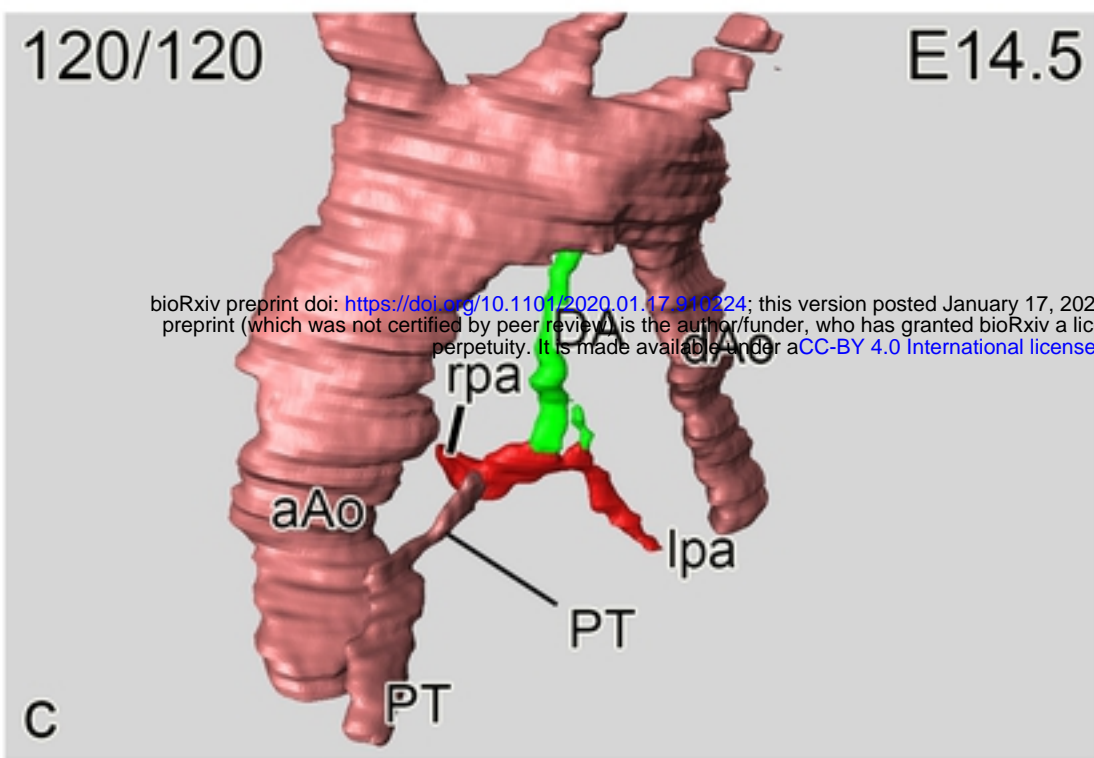 120/120
E14.5
bioRxiv preprint doi: https://doi.org/10.1101/2020.01.17.910224; this version posted January 17, 202
preprint (which was not certified by peer review) is the author/funder, who has granted bioRxiv a lic
perpetuity. It is made available under aCC-BY 4.0 International license
DA
dAo
rpa
aAo
lpa
PT
PT
c